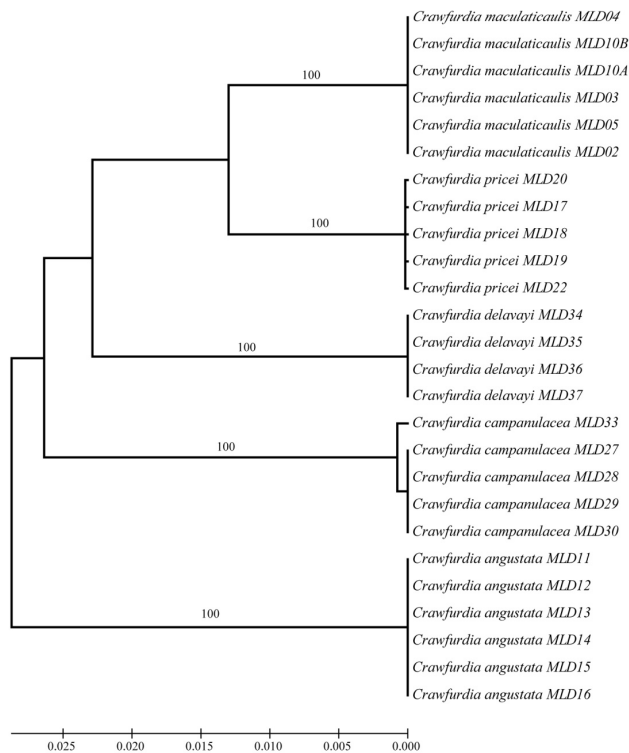 Crawfurdia maculaticaulis MLD04
Crawfurdia maculaticaulis MLD10B
Crawfurdia maculaticaulis MLD10A
100
Crawfurdia maculaticaulis MLD03
Crawfurdia maculaticaulis MLD05
Crawfurdia maculaticaulis MLD02
Crawfurdia pricei MLD20
Crawfurdia pricei MLD17
100
Crawfurdia pricei MLD18
Crawfurdia pricei MLD19
Crawfurdia pricei MLD22
Crawfurdia delavayi MLD34
Crawfurdia delavayi MLD35
100
Crawfurdia delavayi MLD36
Crawfurdia delavayi MLD37
Crawfurdia campanulacea MLD33
100
Crawfurdia campanulacea MLD27
Crawfurdia campanulacea MLD28
Crawfurdia campanulacea MLD29
Crawfurdia campanulacea MLD30
Crawfurdia angustata MLD11
Crawfurdia angustata MLD12
100
Crawfurdia angustata MLD13
Crawfurdia angustata MLD14
Crawfurdia angustata MLD15
Crawfurdia angustata MLD16
0.025 0.020 0.015 0.010 0.005 0.000